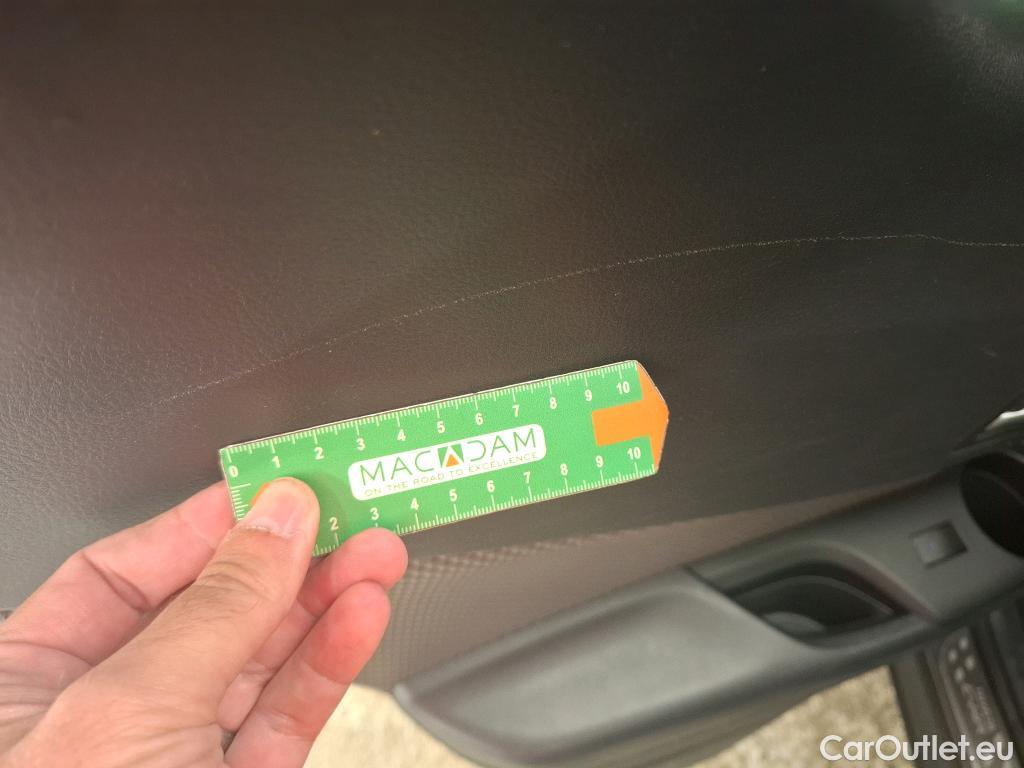 0 1 2 3 4 5 6 7 8 9 10
MACADAM
ON THE ROAD TO EXCELLENCE
2 3 4 5 6 7 8 9 10
CarOutlet.eu